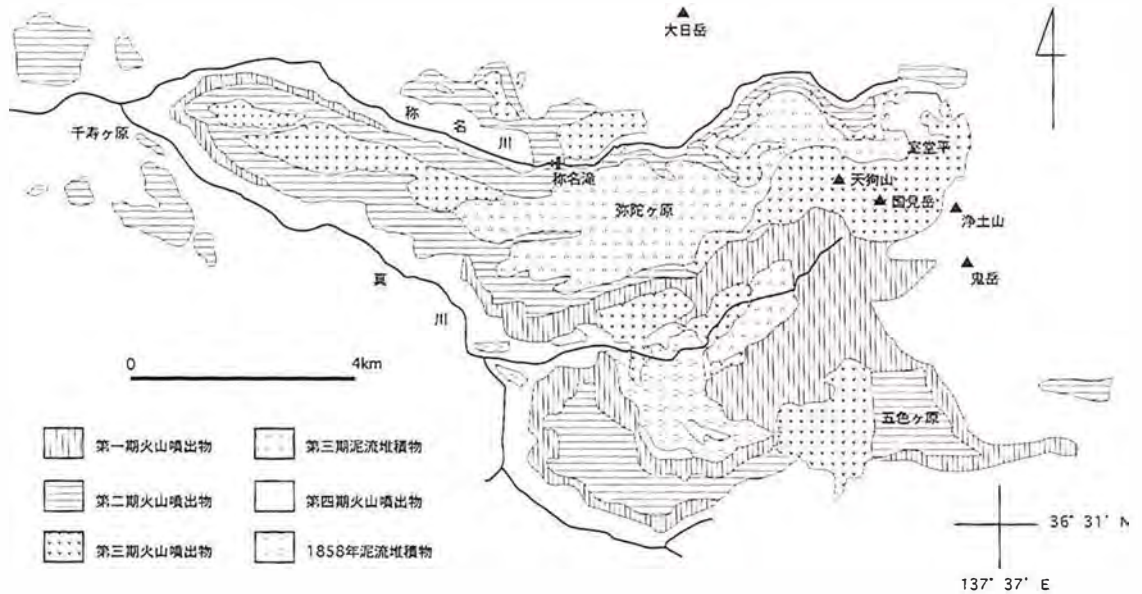 大日岳
千寿ヶ原
称名川
称名滝
室堂平
天狗山
国見岳
弥陀ヶ原
浄土山
鬼岳
真川
0 4km
五色ヶ原
第一期火山噴出物
第三期泥流堆積物
第二期火山噴出物
第四期火山噴出物
第三期火山噴出物
1858年泥流堆積物
36° 31′ N
137° 37′ E